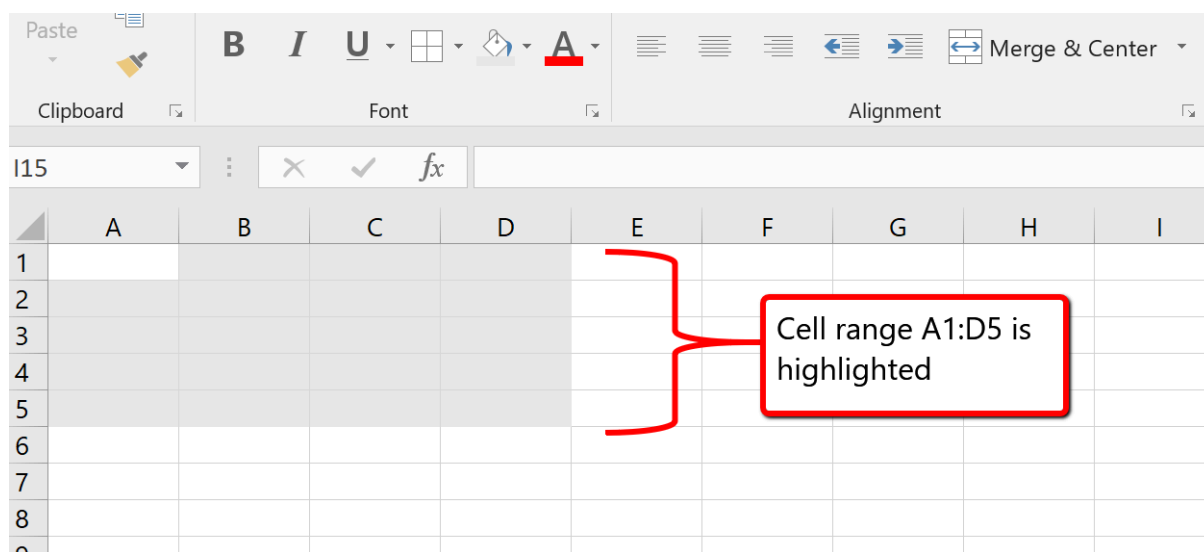 Paste
B I U A Merge & Center
Clipboard Font Alignment
I15 fx
A B C D E F G H I
1
2
3
4
5
6
7
8
Cell range A1:D5 is
highlighted